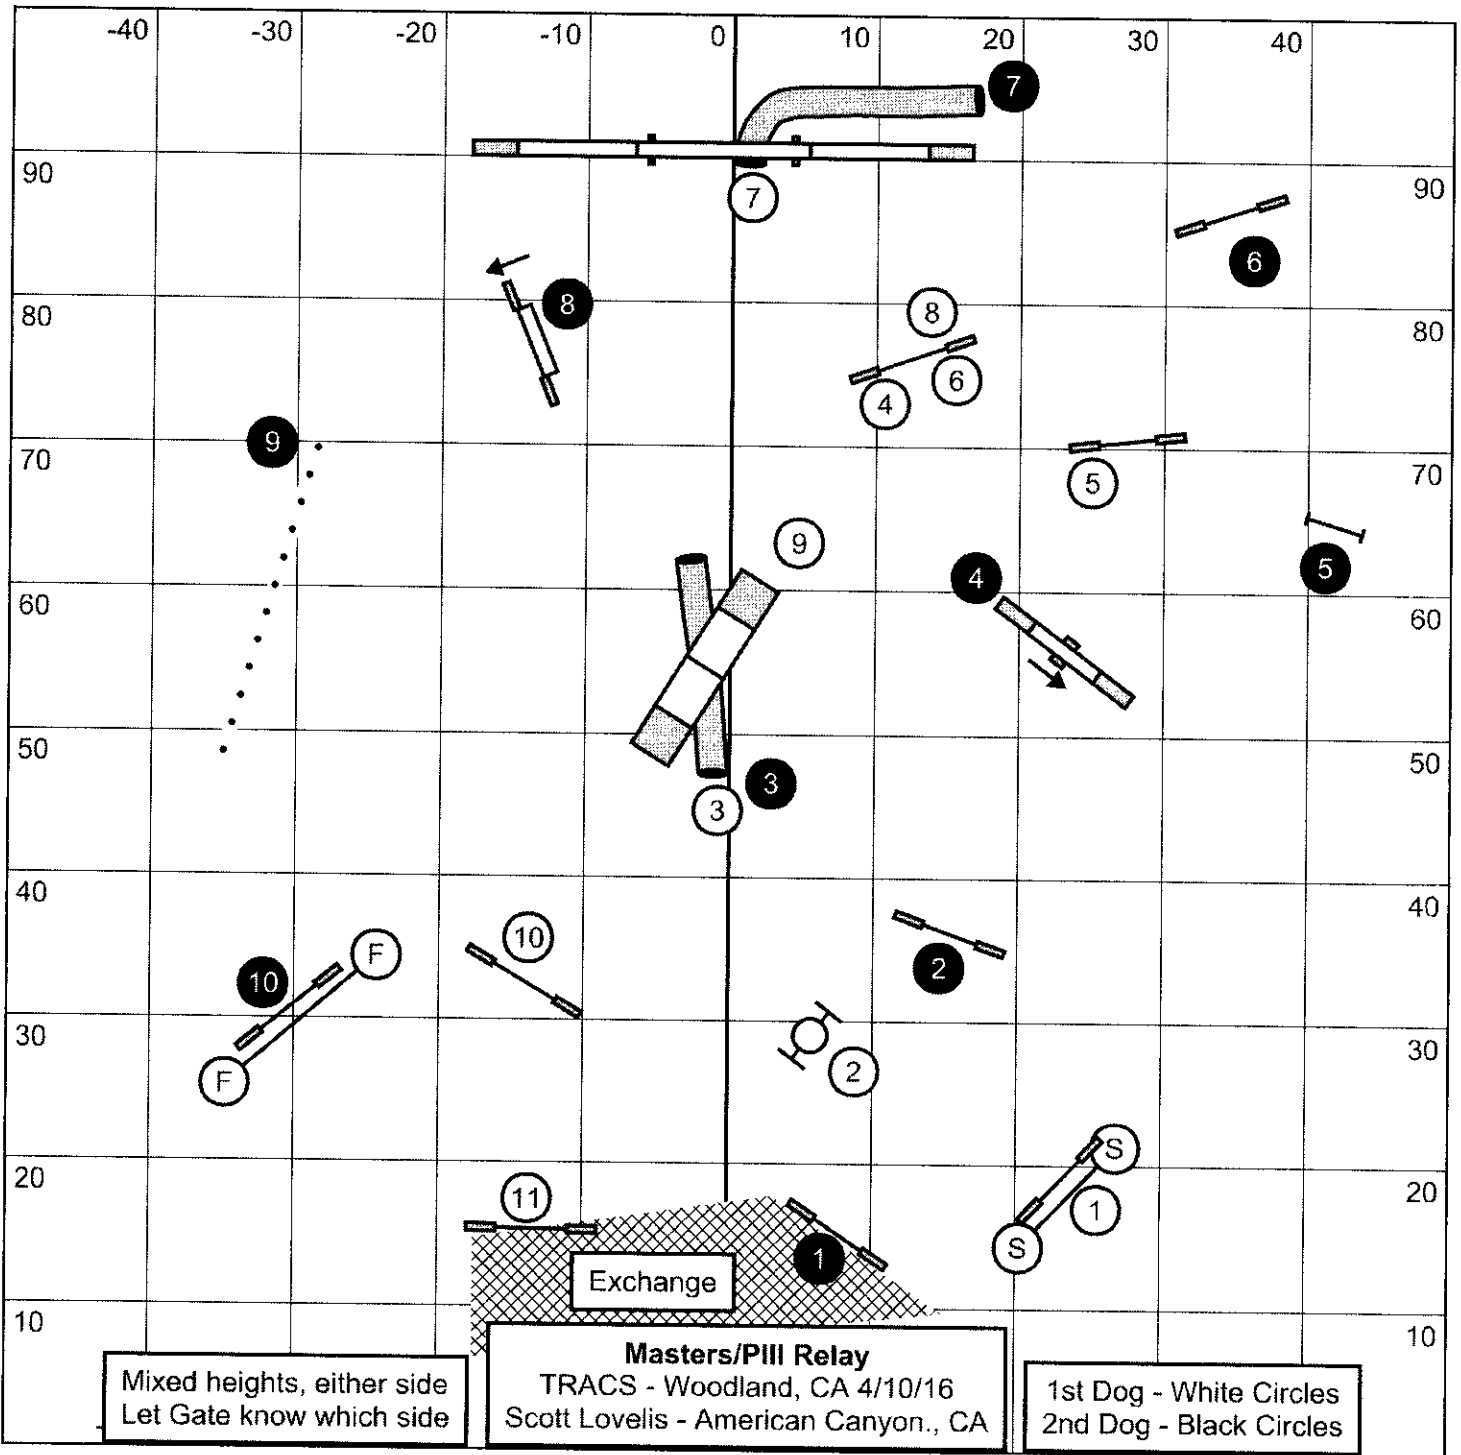 -40 -30 -20 -10 0 10 20 30 40
7
90 90
7
6
8
80 8 80
4 6
9
70 5 70
9
4 5
60 60
50 50
3
3
40 40
10
F
10 2
30 30
2
F
20 20
11 S
1
S
1
Exchange
10 10
Masters/PIII Relay
TRACS - Woodland, CA 4/10/16
Scott Lovelis - American Canyon., CA
Mixed heights, either side
Let Gate know which side
1st Dog - White Circles
2nd Dog - Black Circles